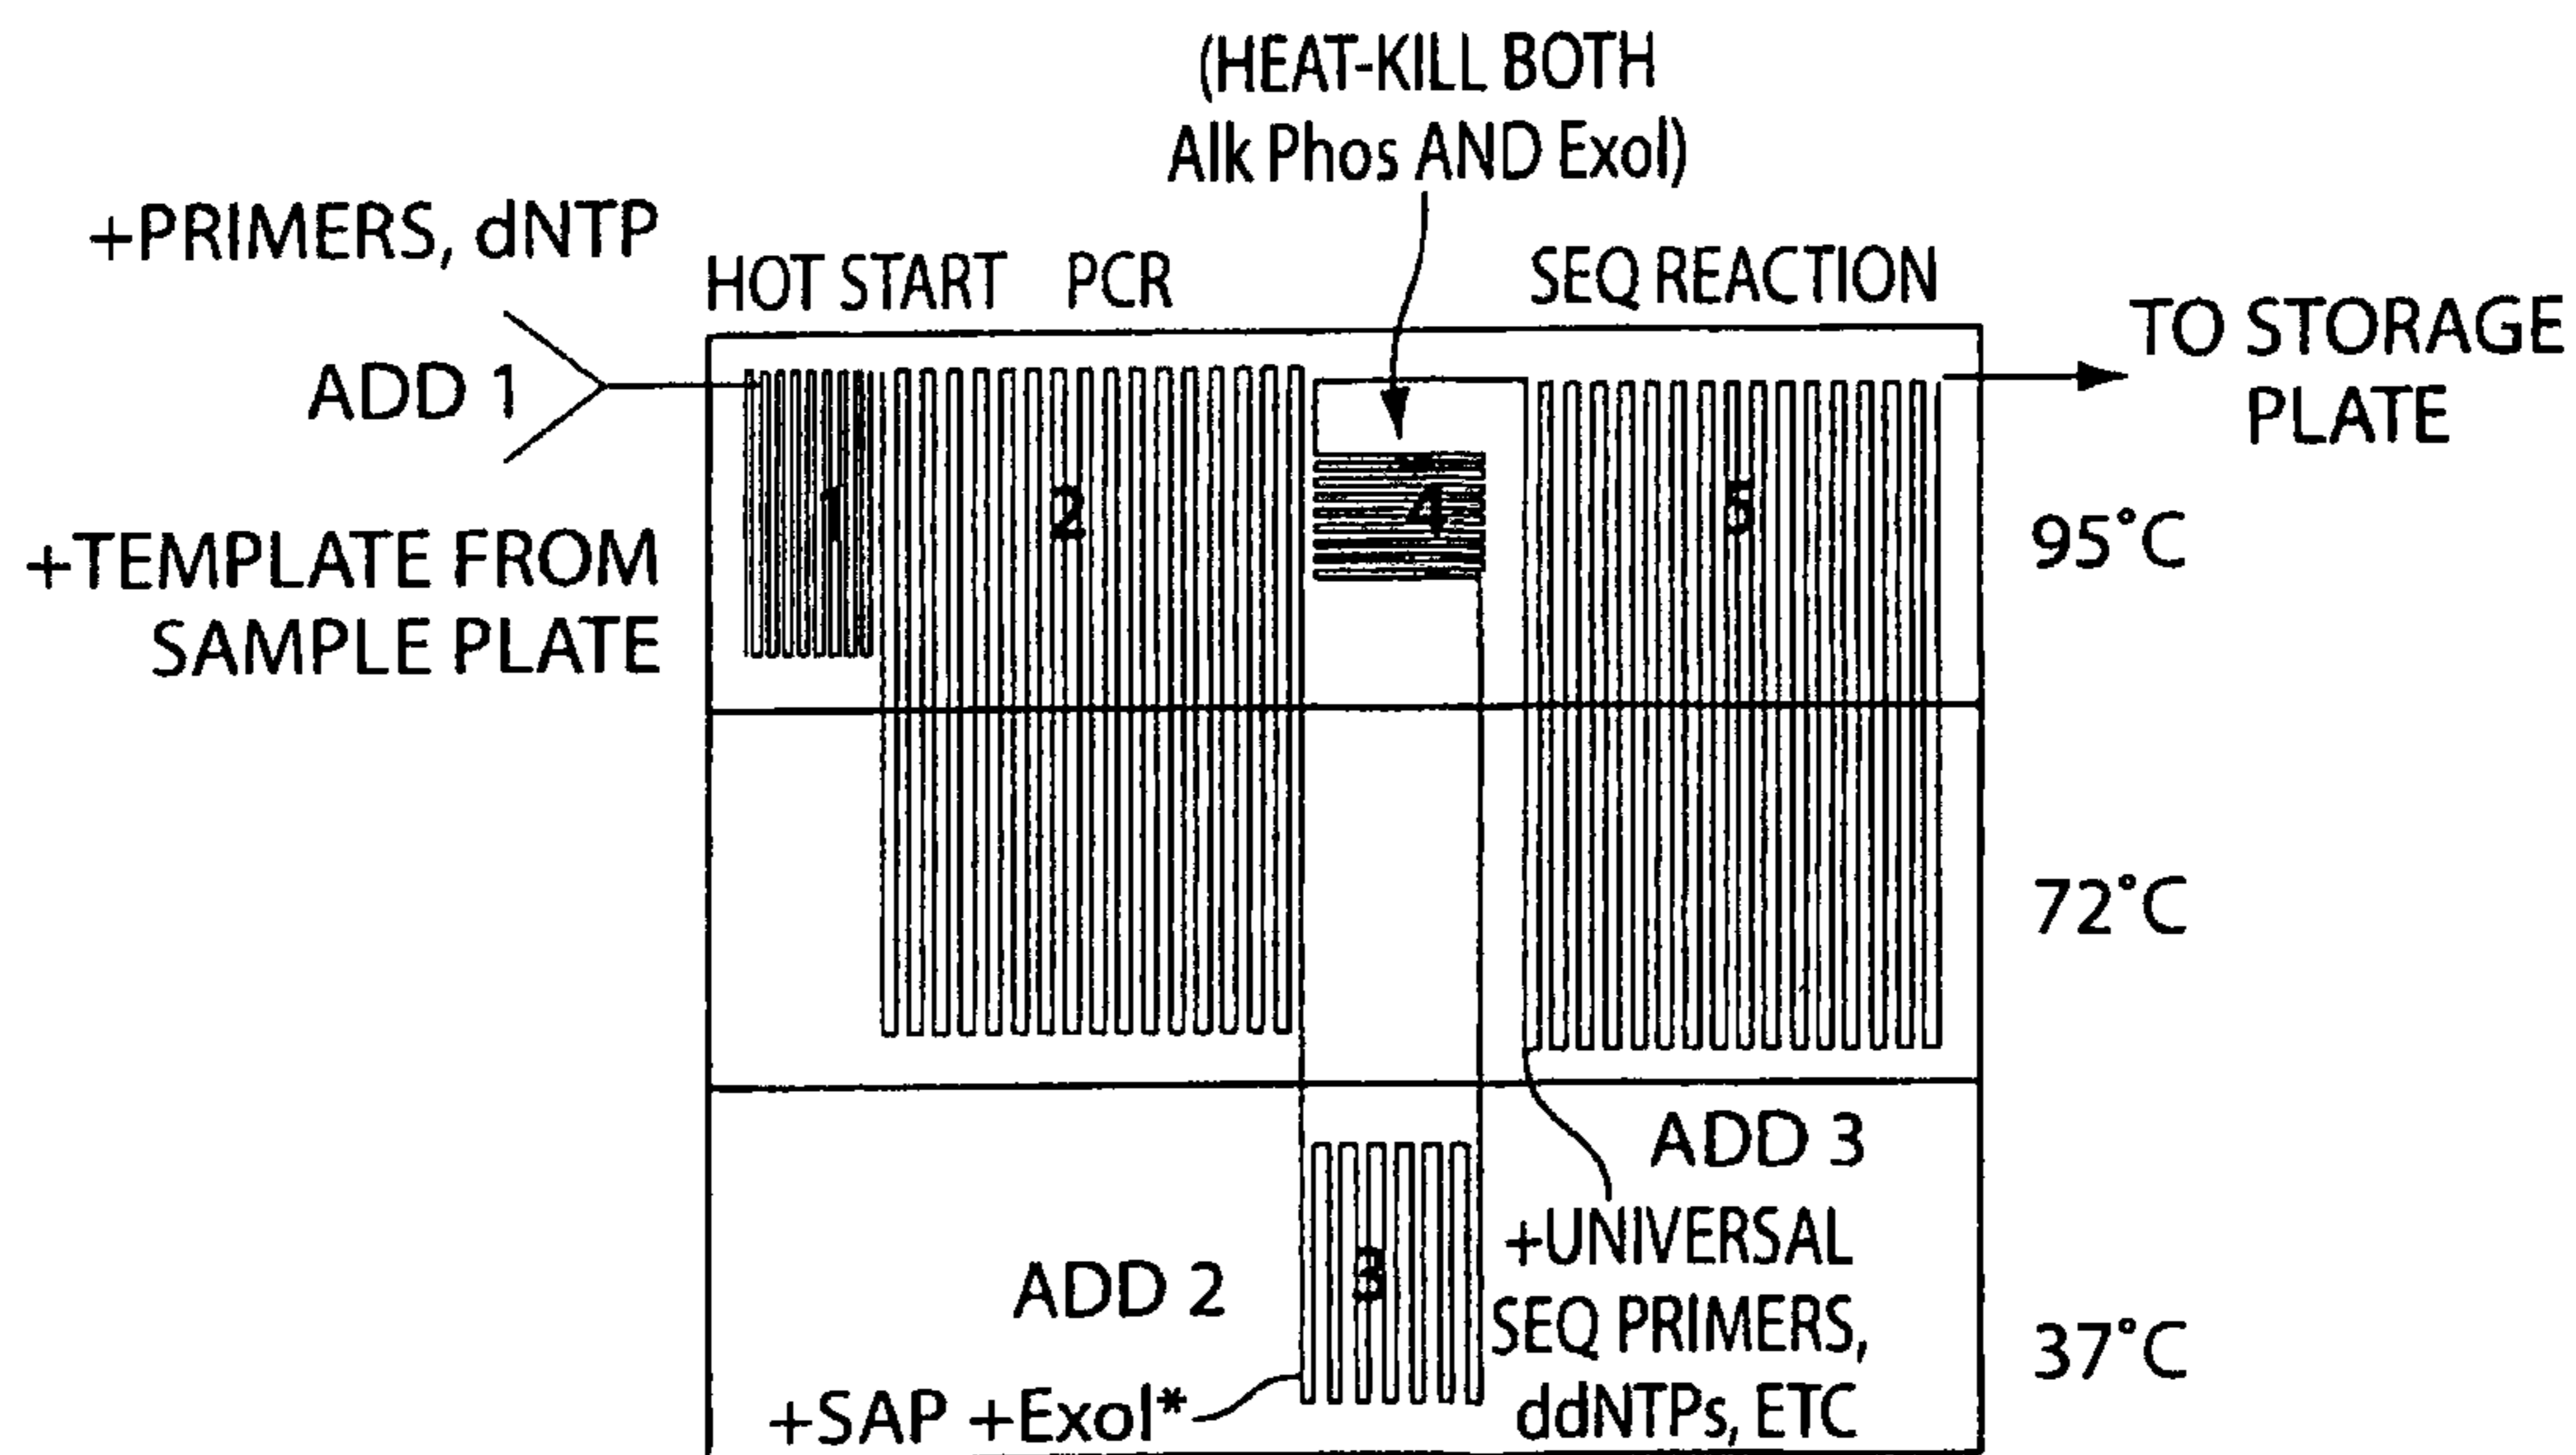 (HEAT-KILL BOTH
Alk Phos AND ExoI)
+PRIMERS, dNTP
HOT START PCR
SEQ REACTION
ADD 1
TO STORAGE
PLATE
+TEMPLATE FROM
SAMPLE PLATE
1
2
4
5
95°C
72°C
ADD 3
+UNIVERSAL
SEQ PRIMERS,
ddNTPs, ETC
ADD 2
3
+SAP +ExoI*
37°C